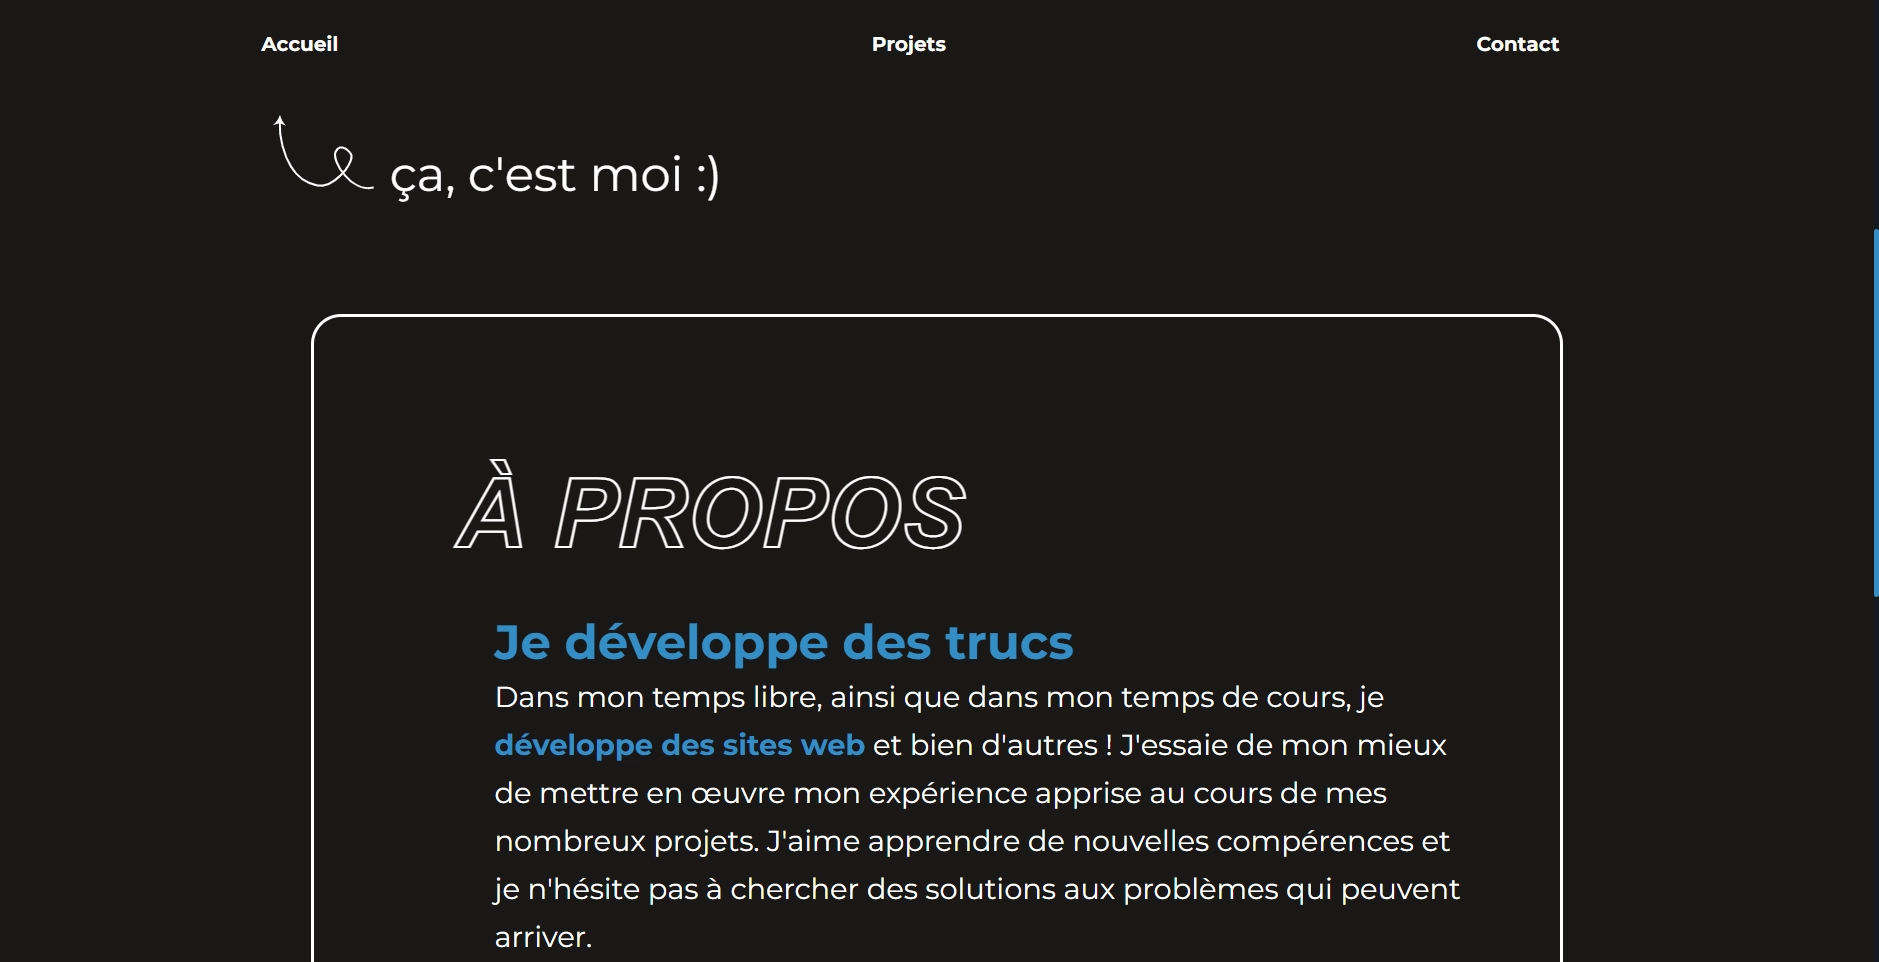 Accueil Projets Contact
ça, c'est moi :)
À PROPOS
Je développe des trucs
Dans mon temps libre, ainsi que dans mon temps de cours, je
développe des sites web et bien d'autres ! J'essaie de mon mieux
de mettre en œuvre mon expérience apprise au cours de mes
nombreux projets. J'aime apprendre de nouvelles compérences et
je n'hésite pas à chercher des solutions aux problèmes qui peuvent
arriver.